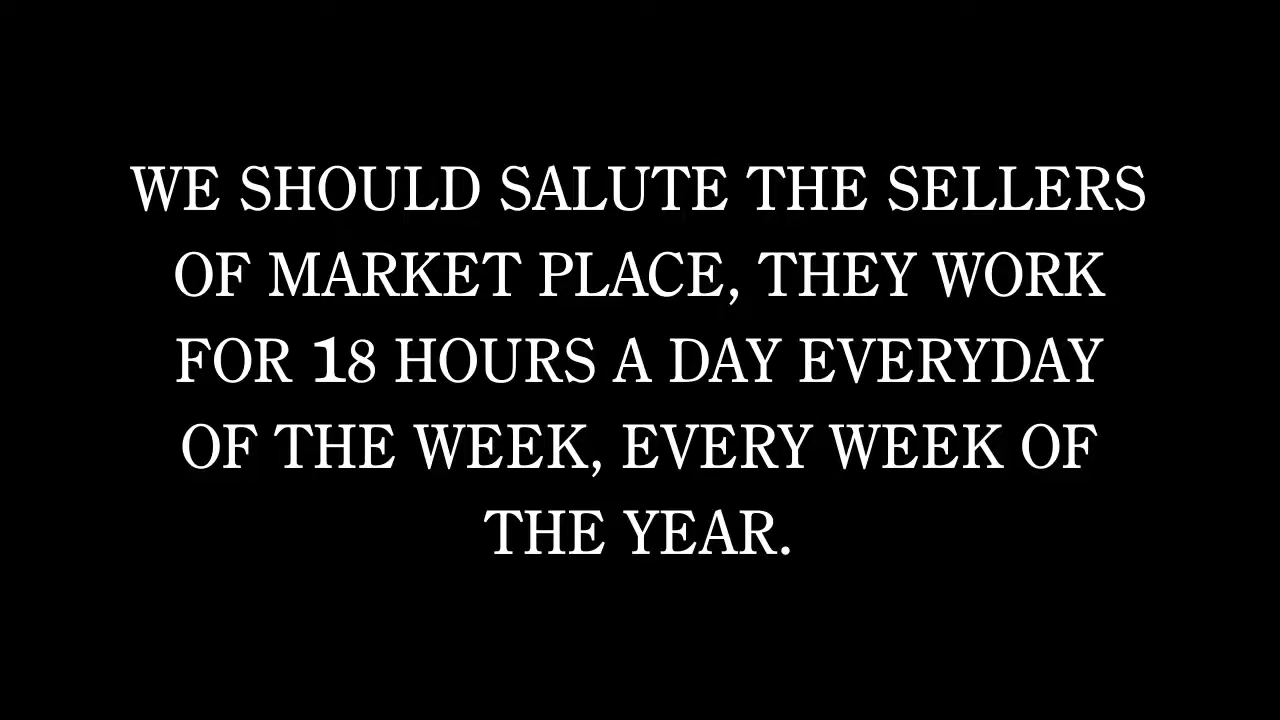 WE SHOULD SALUTE THE SELLERS
OF MARKET PLACE, THEY WORK
FOR 18 HOURS A DAY EVERYDAY
OF THE WEEK, EVERY WEEK OF
THE YEAR.